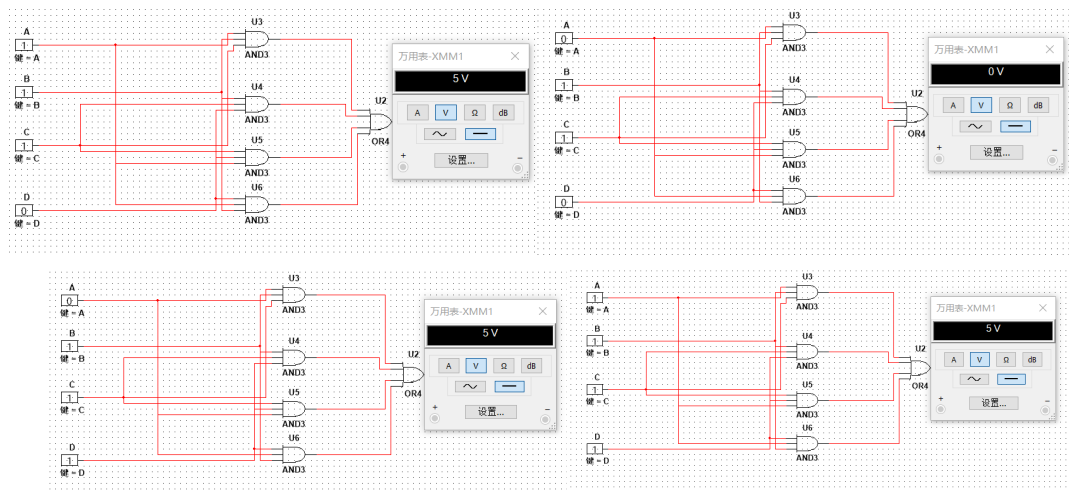 A
1
键 = A
B
1
键 = B
C
1
键 = C
D
0
键 = D
U3
AND3
U4
AND3
U5
AND3
U6
AND3
U2
OR4
万用表-XMM1
5 V
A V Ω dB
+ 设置... −
A
0
键 = A
B
1
键 = B
C
1
键 = C
D
0
键 = D
U3
AND3
U4
AND3
U5
AND3
U6
AND3
U2
OR4
万用表-XMM1
0 V
A V Ω dB
+ 设置... −
A
0
键 = A
B
1
键 = B
C
1
键 = C
D
1
键 = D
U3
AND3
U4
AND3
U5
AND3
U6
AND3
U2
OR4
万用表-XMM1
5 V
A V Ω dB
+ 设置... −
A
1
键 = A
B
1
键 = B
C
1
键 = C
D
1
键 = D
U3
AND3
U4
AND3
U5
AND3
U6
AND3
U2
OR4
万用表-XMM1
5 V
A V Ω dB
+ 设置... −